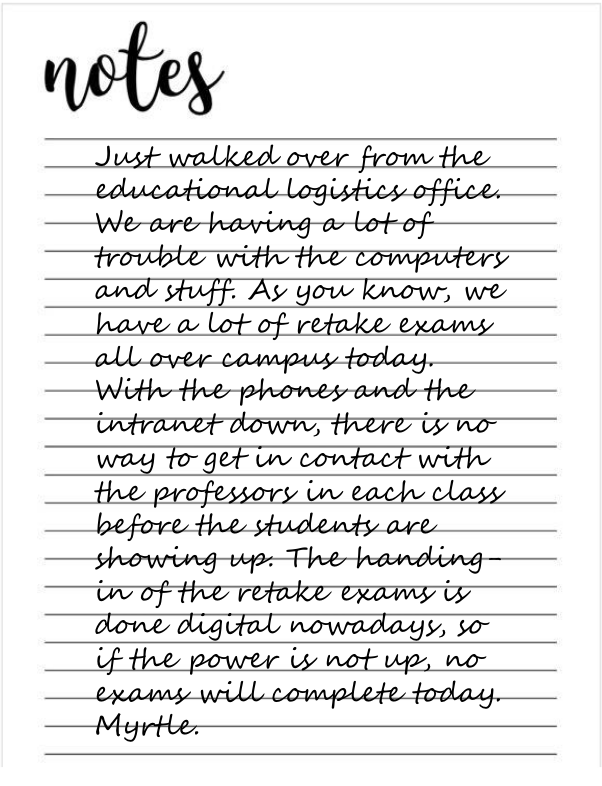 notes
Just walked over from the
educational logistics office.
We are having a lot of
trouble with the computers
and stuff. As you know, we
have a lot of retake exams
all over campus today.
With the phones and the
intranet down, there is no
way to get in contact with
the professors in each class
before the students are
showing up. The handing-
in of the retake exams is
done digital nowadays, so
if the power is not up, no
exams will complete today.
Myrtle.